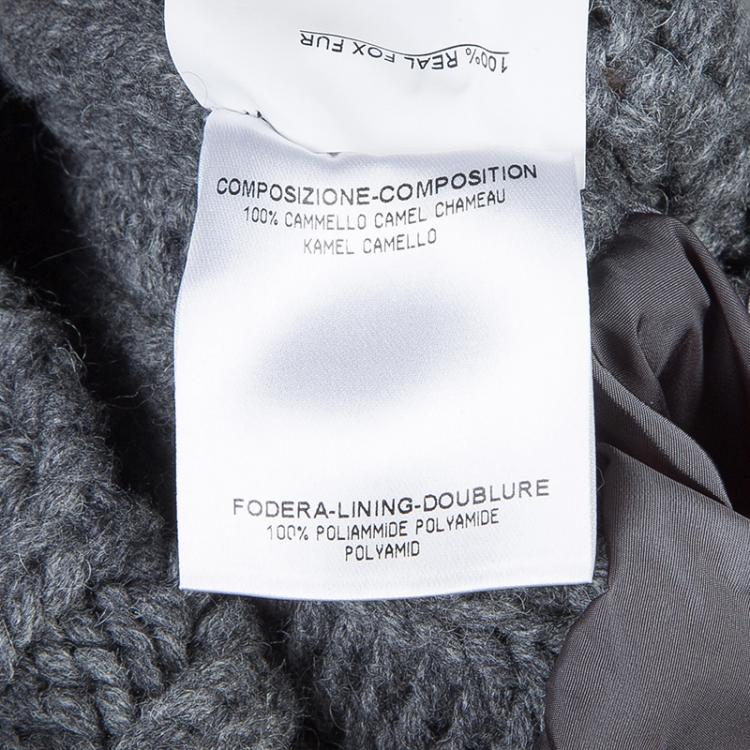 100% REAL FOX FUR
COMPOSIZIONE-COMPOSITION
100% CAMMELLO CAMEL CHAMEAU
KAMEL CAMELLO
FODERA-LINING-DOUBLURE
100% POLIAMMiDE POLYAMIDE
POLYAMID